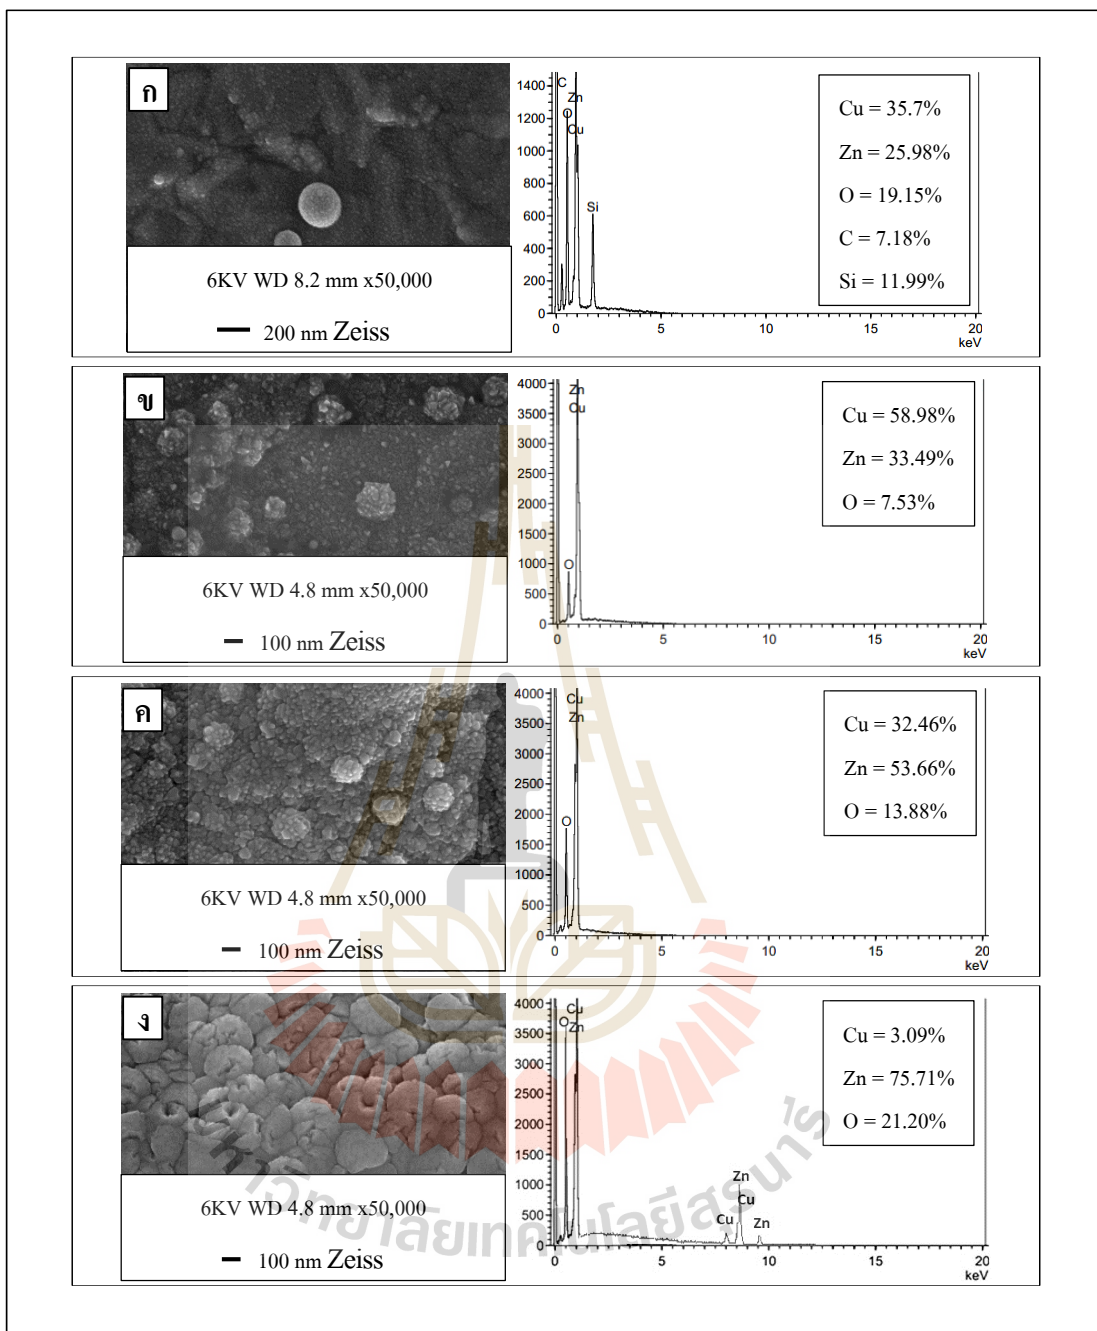 ก
6KV WD 8.2 mm x50,000
200 nm Zeiss
1400
1200
1000
800
600
400
200
0
C
Zn
O
Cu
Si
0 5 10 15 20
keV
Cu = 35.7%
Zn = 25.98%
O = 19.15%
C = 7.18%
Si = 11.99%
ข
6KV WD 4.8 mm x50,000
100 nm Zeiss
4000
3500
3000
2500
2000
1500
1000
500
0
Zn
Cu
O
0 5 10 15 20
keV
Cu = 58.98%
Zn = 33.49%
O = 7.53%
ค
6KV WD 4.8 mm x50,000
100 nm Zeiss
4000
3500
3000
2500
2000
1500
1000
500
0
Cu
Zn
O
0 5 10 15 20
keV
Cu = 32.46%
Zn = 53.66%
O = 13.88%
ง
6KV WD 4.8 mm x50,000
100 nm Zeiss
4000
3500
3000
2500
2000
1500
1000
500
0
Cu
O
Zn
Zn
Cu
Cu
Zn
0 5 10 15 20
keV
Cu = 3.09%
Zn = 75.71%
O = 21.20%